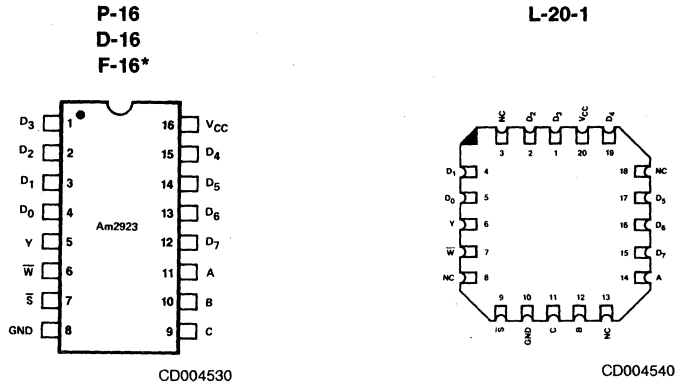 P-16
D-16
F-16*
L-20-1
D3 1 16 VCC
D2 2 15 D4
D1 3 14 D5
D0 4 13 D6
Am2923
Y 5 12 D7
W̅ 6 11 A
S̅ 7 10 B
GND 8 9 C
CD004530
NC D2 D3 VCC D4
3 2 1 20 19
D1 4 18 NC
D0 5 17 D5
Y 6 16 D6
W̅ 7 15 D7
NC 8 14 A
9 10 11 12 13
S̅ GND C B NC
CD004540